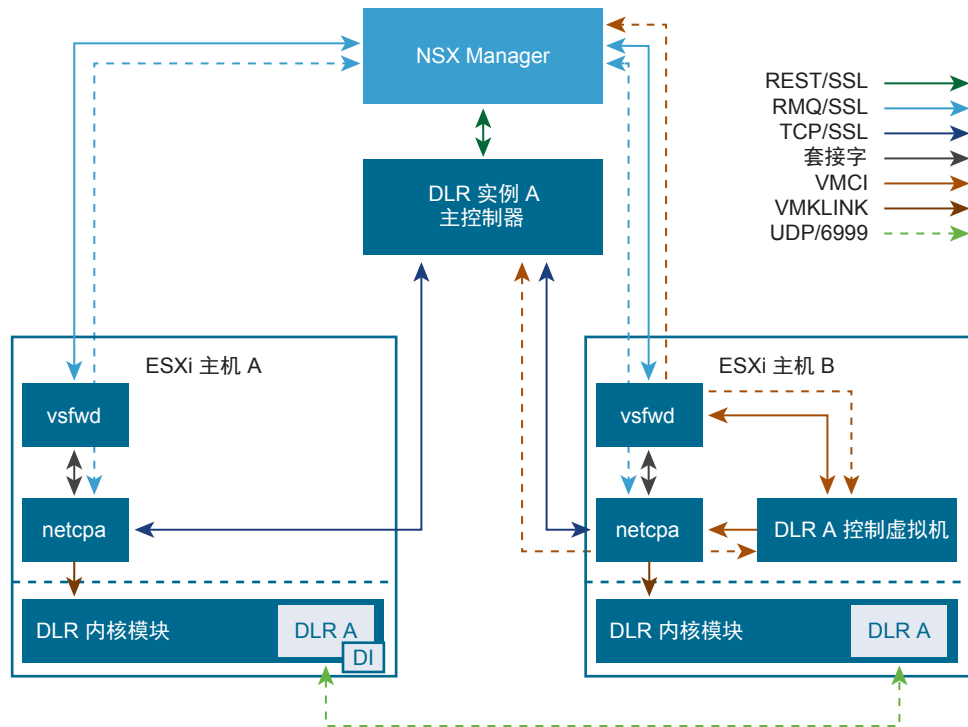 NSX Manager
REST/SSL
RMQ/SSL
TCP/SSL
套接字
VMCI
VMKLINK
UDP/6999
DLR 实例 A
主控制器
ESXi 主机 A
vsfwd
netcpa
DLR 内核模块
DLR A
DI
ESXi 主机 B
vsfwd
netcpa
DLR A 控制虚拟机
DLR 内核模块
DLR A